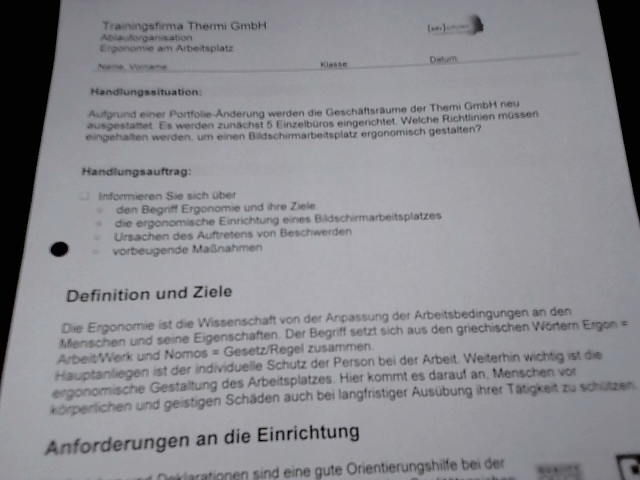 Trainingsfirma Thermi GmbH
Ablauforganisation
Ergonomie am Arbeitsplatz
Name, Vorname Klasse Datum
Handlungssituation:
Aufgrund einer Portfolie-Änderung werden die Geschäftsräume der Themi GmbH neu
ausgestattet. Es werden zunächst 5 Einzelbüros eingerichtet. Welche Richtlinien müssen
eingehalten werden, um einen Bildschirmarbeitsplatz ergonomisch gestalten?
Handlungsauftrag:
Informieren Sie sich über
den Begriff Ergonomie und ihre Ziele
die ergonomische Einrichtung eines Bildschirmarbeitsplatzes
Ursachen des Auftretens von Beschwerden
vorbeugende Maßnahmen
Definition und Ziele
Die Ergonomie ist die Wissenschaft von der Anpassung der Arbeitsbedingungen an den
Menschen und seine Eigenschaften. Der Begriff setzt sich aus den griechischen Wörtern Ergon =
Arbeit/Werk und Nomos = Gesetz/Regel zusammen.
Hauptanliegen ist der individuelle Schutz der Person bei der Arbeit. Weiterhin wichtig ist die
ergonomische Gestaltung des Arbeitsplatzes. Hier kommt es darauf an, Menschen vor
körperlichen und geistigen Schäden auch bei langfristiger Ausübung ihrer Tätigkeit zu schützen.
Anforderungen an die Einrichtung
und Deklarationen sind eine gute Orientierungshilfe bei der